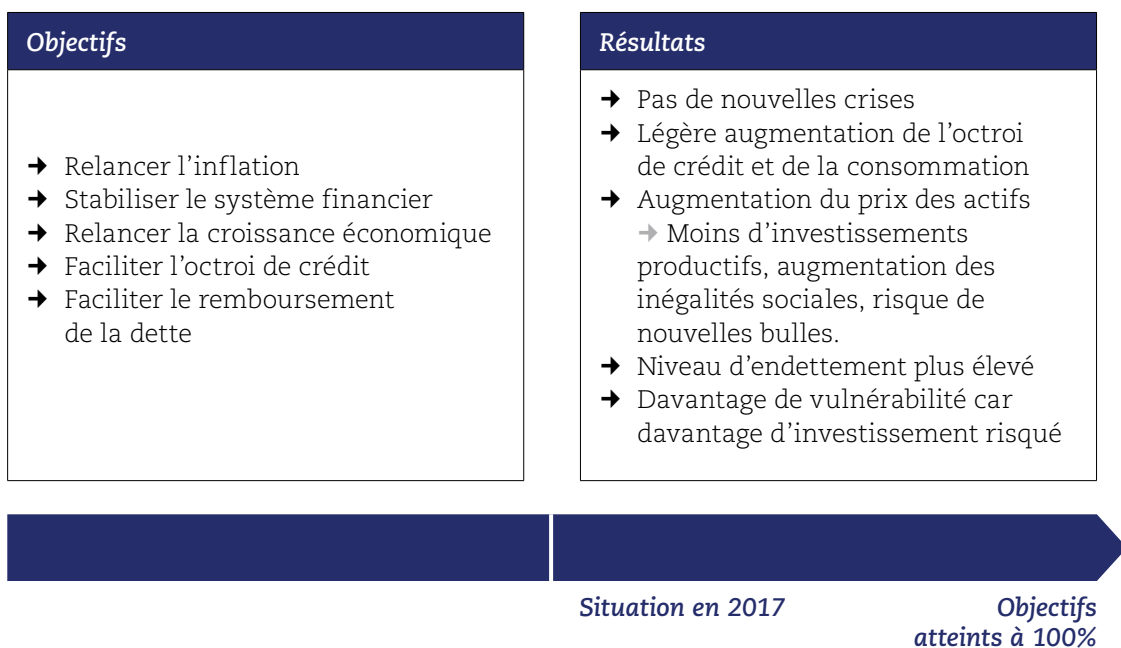 Objectifs
➔ Relancer l’inflation
➔ Stabiliser le système financier
➔ Relancer la croissance économique
➔ Faciliter l’octroi de crédit
➔ Faciliter le remboursement
de la dette
Résultats
➔ Pas de nouvelles crises
➔ Légère augmentation de l’octroi
de crédit et de la consommation
➔ Augmentation du prix des actifs
➔ Moins d’investissements
productifs, augmentation des
inégalités sociales, risque de
nouvelles bulles.
➔ Niveau d’endettement plus élevé
➔ Davantage de vulnérabilité car
davantage d’investissement risqué
Situation en 2017
Objectifs
atteints à 100%